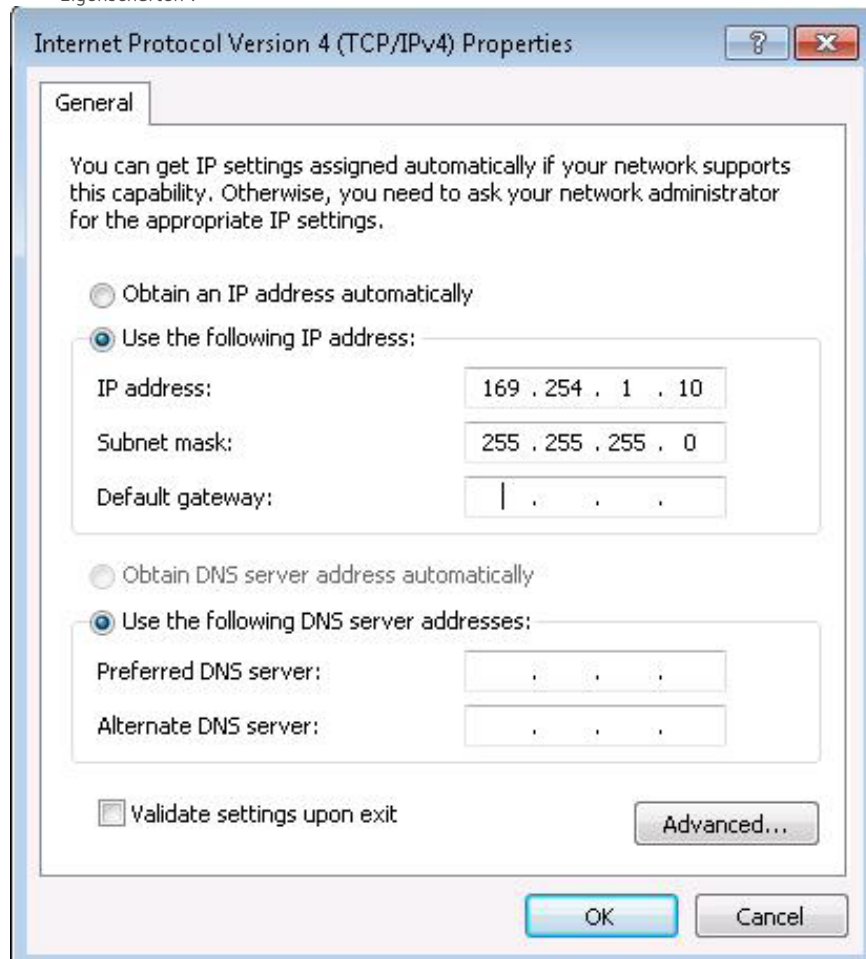 Internet Protocol Version 4 (TCP/IPv4) Properties
General
You can get IP settings assigned automatically if your network supports
this capability. Otherwise, you need to ask your network administrator
for the appropriate IP settings.
Obtain an IP address automatically
Use the following IP address:
IP address: 169 . 254 . 1 . 10
Subnet mask: 255 . 255 . 255 . 0
Default gateway: . . .
Obtain DNS server address automatically
Use the following DNS server addresses:
Preferred DNS server: . . .
Alternate DNS server: . . .
Validate settings upon exit
Advanced...
OK Cancel